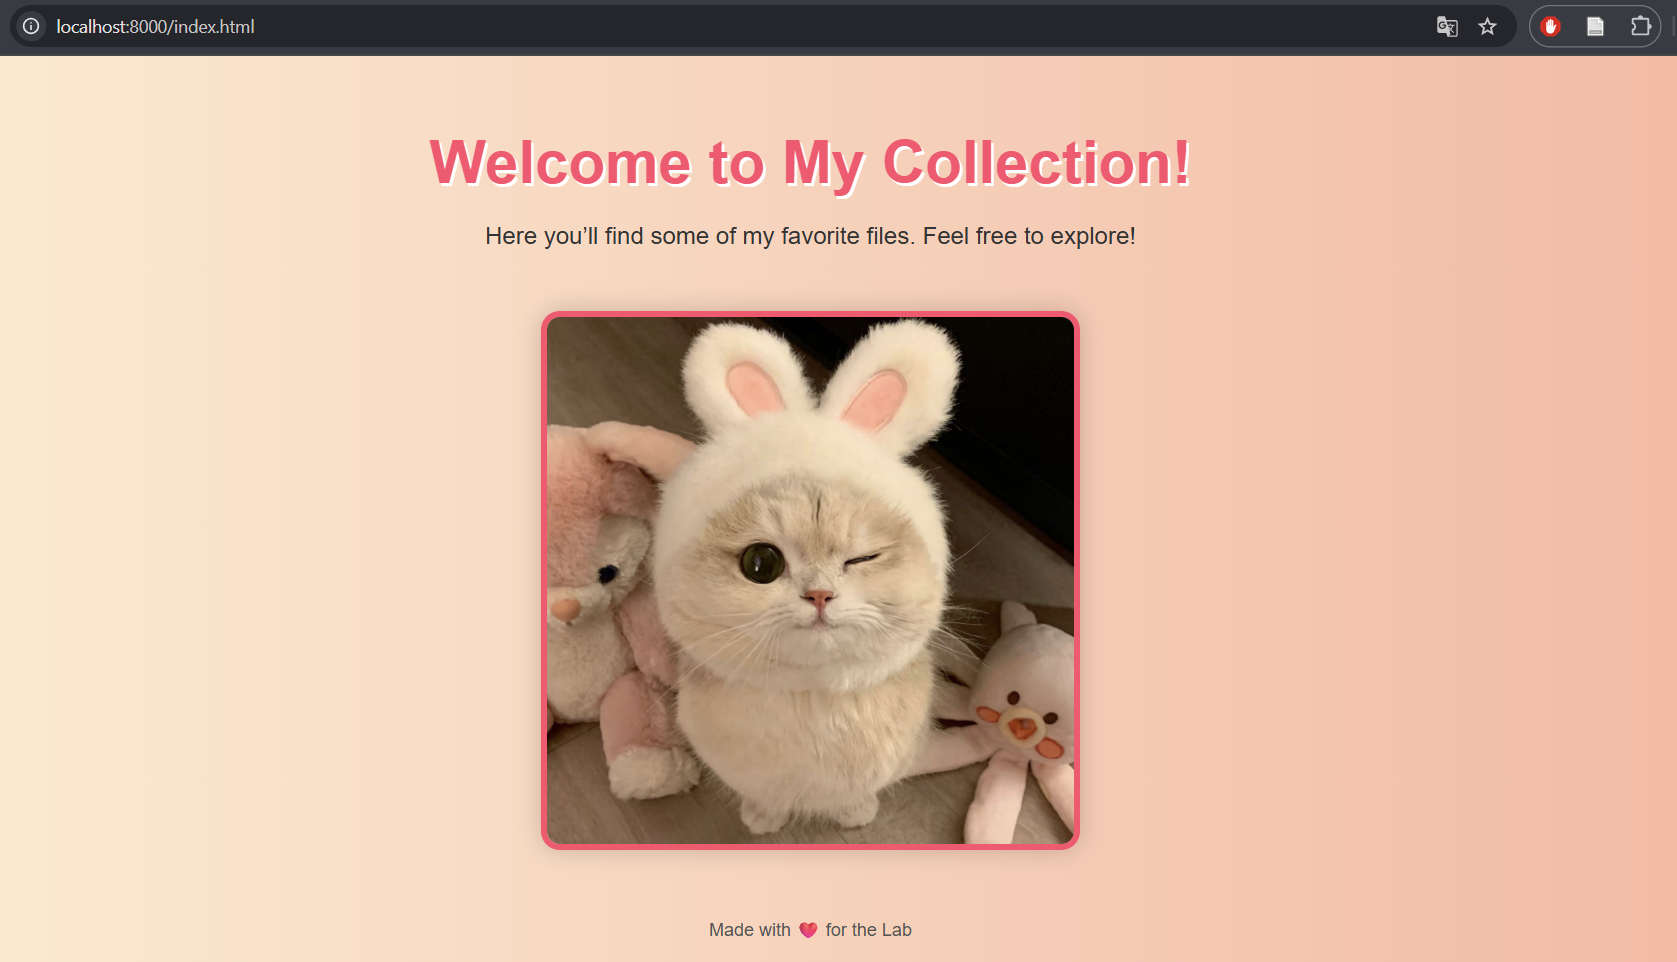 localhost:8000/index.html
Welcome to My Collection!
Here you’ll find some of my favorite files. Feel free to explore!
Made with 💖 for the Lab